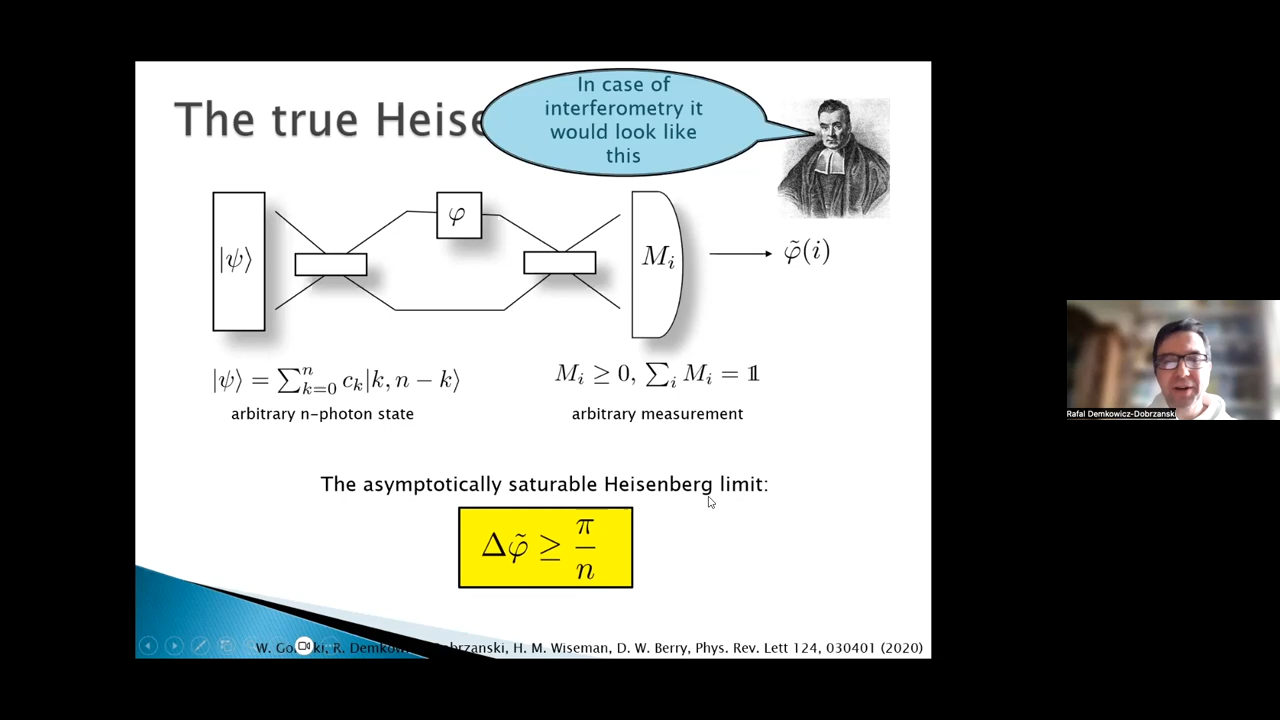 The true Heise
In case of
interferometry it
would look like
this
|ψ⟩
φ
M_i
φ̃(i)
|ψ⟩ = ∑_{k=0}^{n} c_k|k, n − k⟩
arbitrary n-photon state
M_i ≥ 0, ∑_i M_i = 𝟙
arbitrary measurement
The asymptotically saturable Heisenberg limit:
Δφ̃ ≥ π/n
W. Go ki, R. Demkow brzanski, H. M. Wiseman, D. W. Berry, Phys. Rev. Lett 124, 030401 (2020)
Rafal Demkowicz-Dobrzanski